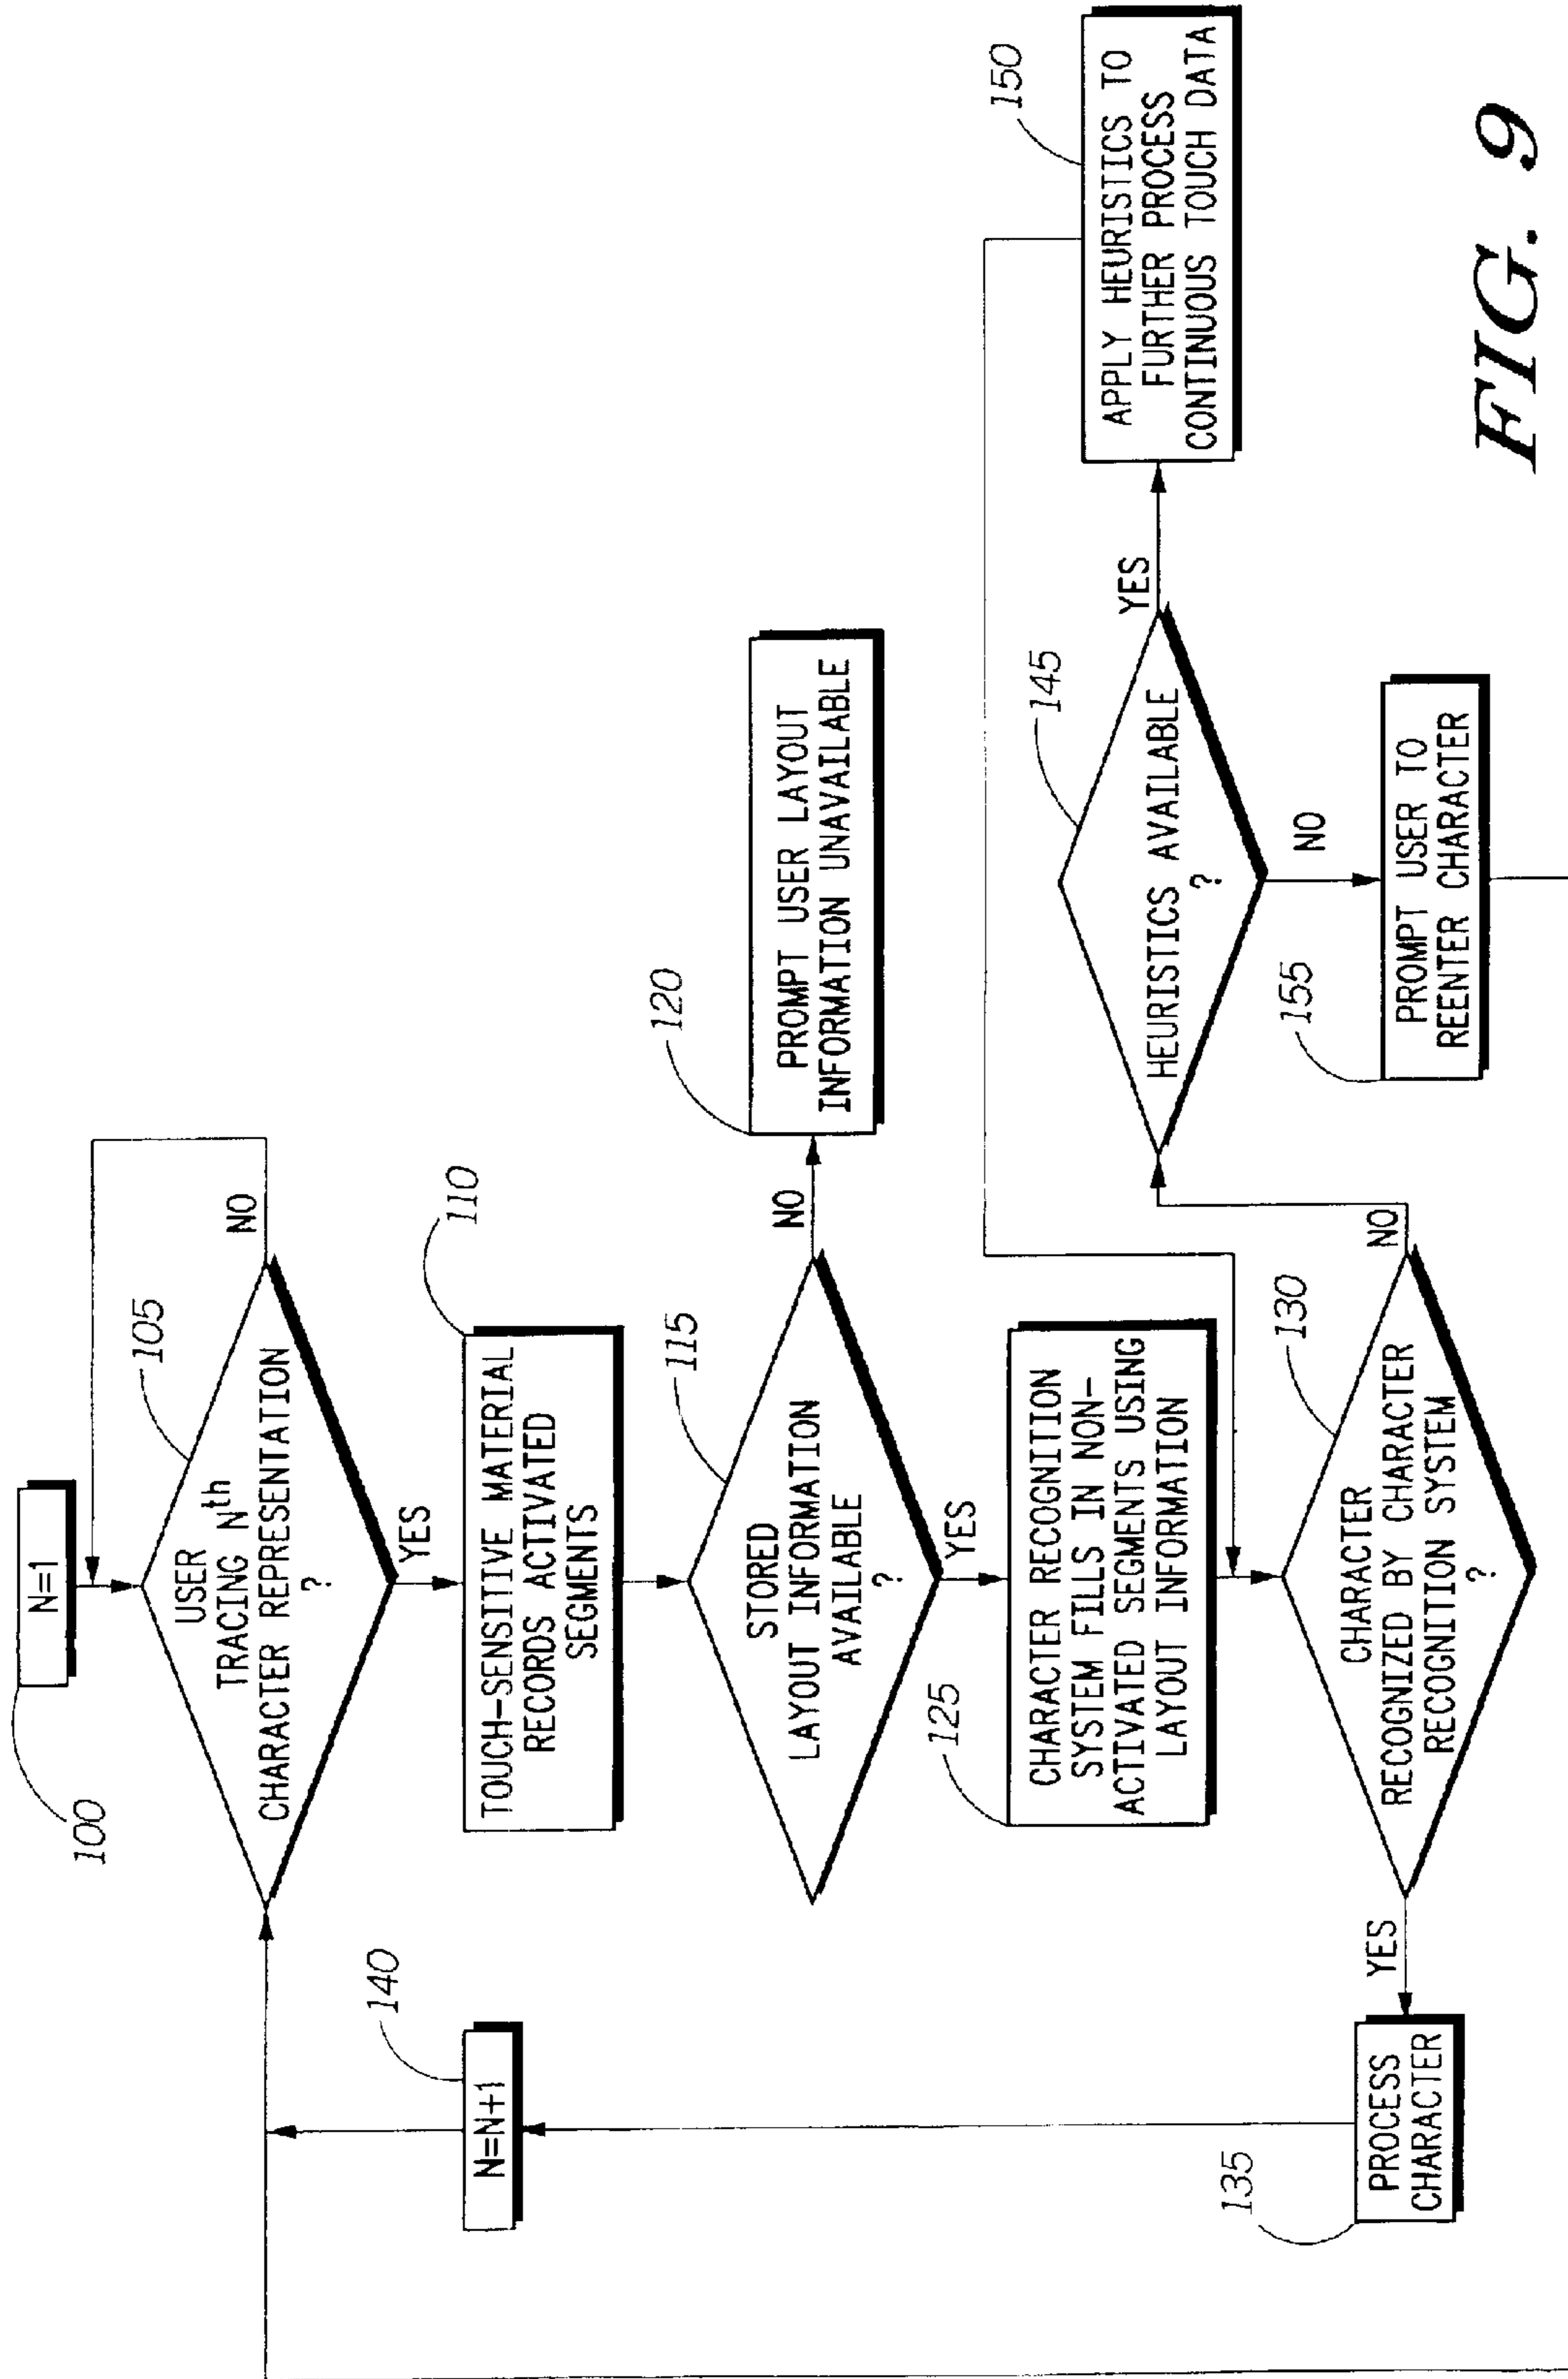 100
N=1
105
USER
TRACING Nth
CHARACTER REPRESENTATION
?
NO
YES
110
TOUCH-SENSITIVE MATERIAL
RECORDS ACTIVATED
SEGMENTS
115
STORED
LAYOUT INFORMATION
AVAILABLE
?
NO
YES
120
PROMPT USER LAYOUT
INFORMATION UNAVAILABLE
125
CHARACTER RECOGNITION
SYSTEM FILLS IN NON-
ACTIVATED SEGMENTS USING
LAYOUT INFORMATION
130
CHARACTER
RECOGNIZED BY CHARACTER
RECOGNITION SYSTEM
?
YES
NO
135
PROCESS
CHARACTER
140
N=N+1
145
HEURISTICS AVAILABLE
?
YES
NO
150
APPLY HEURISTICS TO
FURTHER PROCESS
CONTINUOUS TOUCH DATA
155
PROMPT USER TO
REENTER CHARACTER
FIG. 9